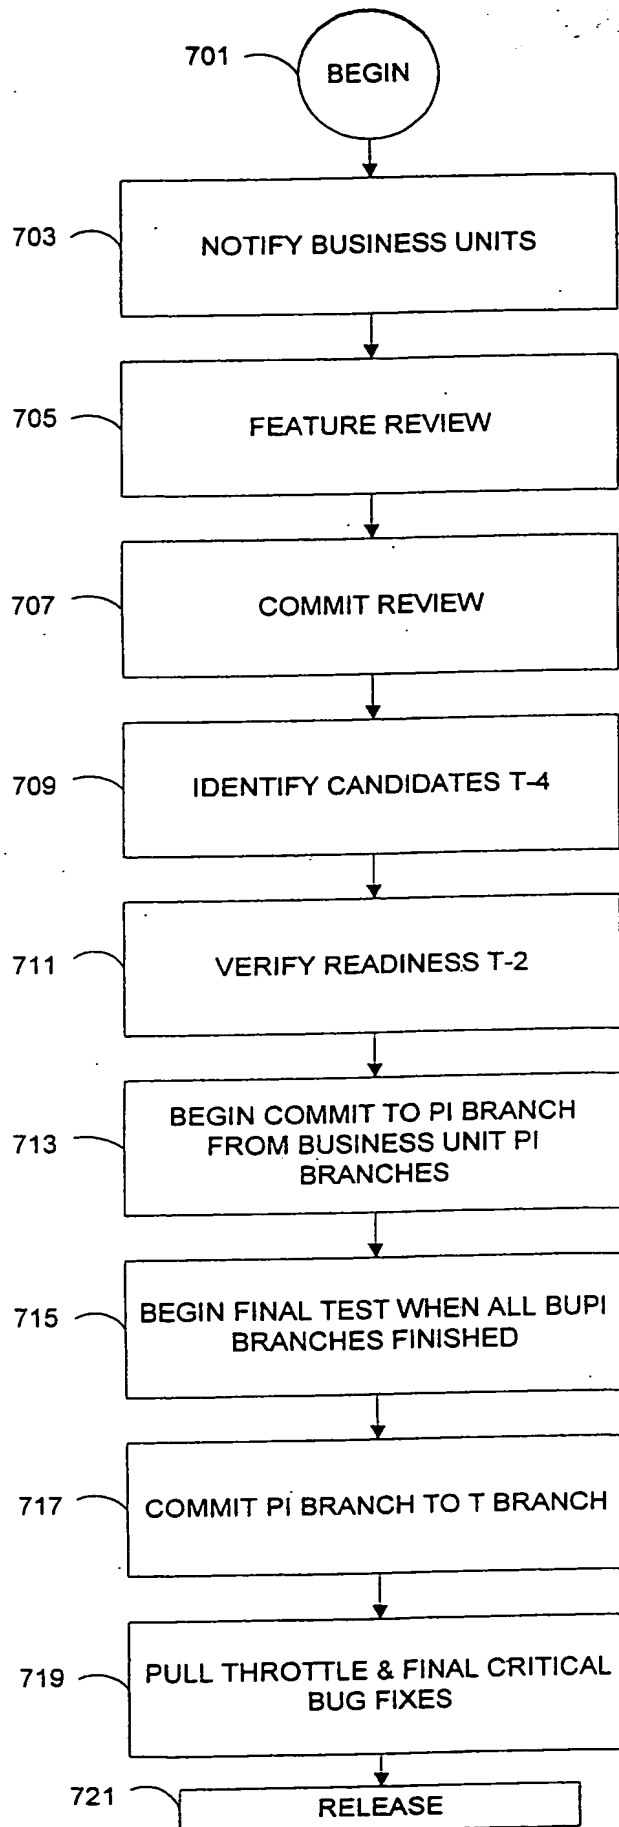 701
BEGIN
703
NOTIFY BUSINESS UNITS
705
FEATURE REVIEW
707
COMMIT REVIEW
709
IDENTIFY CANDIDATES T-4
711
VERIFY READINESS T-2
713
BEGIN COMMIT TO PI BRANCH
FROM BUSINESS UNIT PI
BRANCHES
715
BEGIN FINAL TEST WHEN ALL BUPI
BRANCHES FINISHED
717
COMMIT PI BRANCH TO T BRANCH
719
PULL THROTTLE & FINAL CRITICAL
BUG FIXES
721
RELEASE